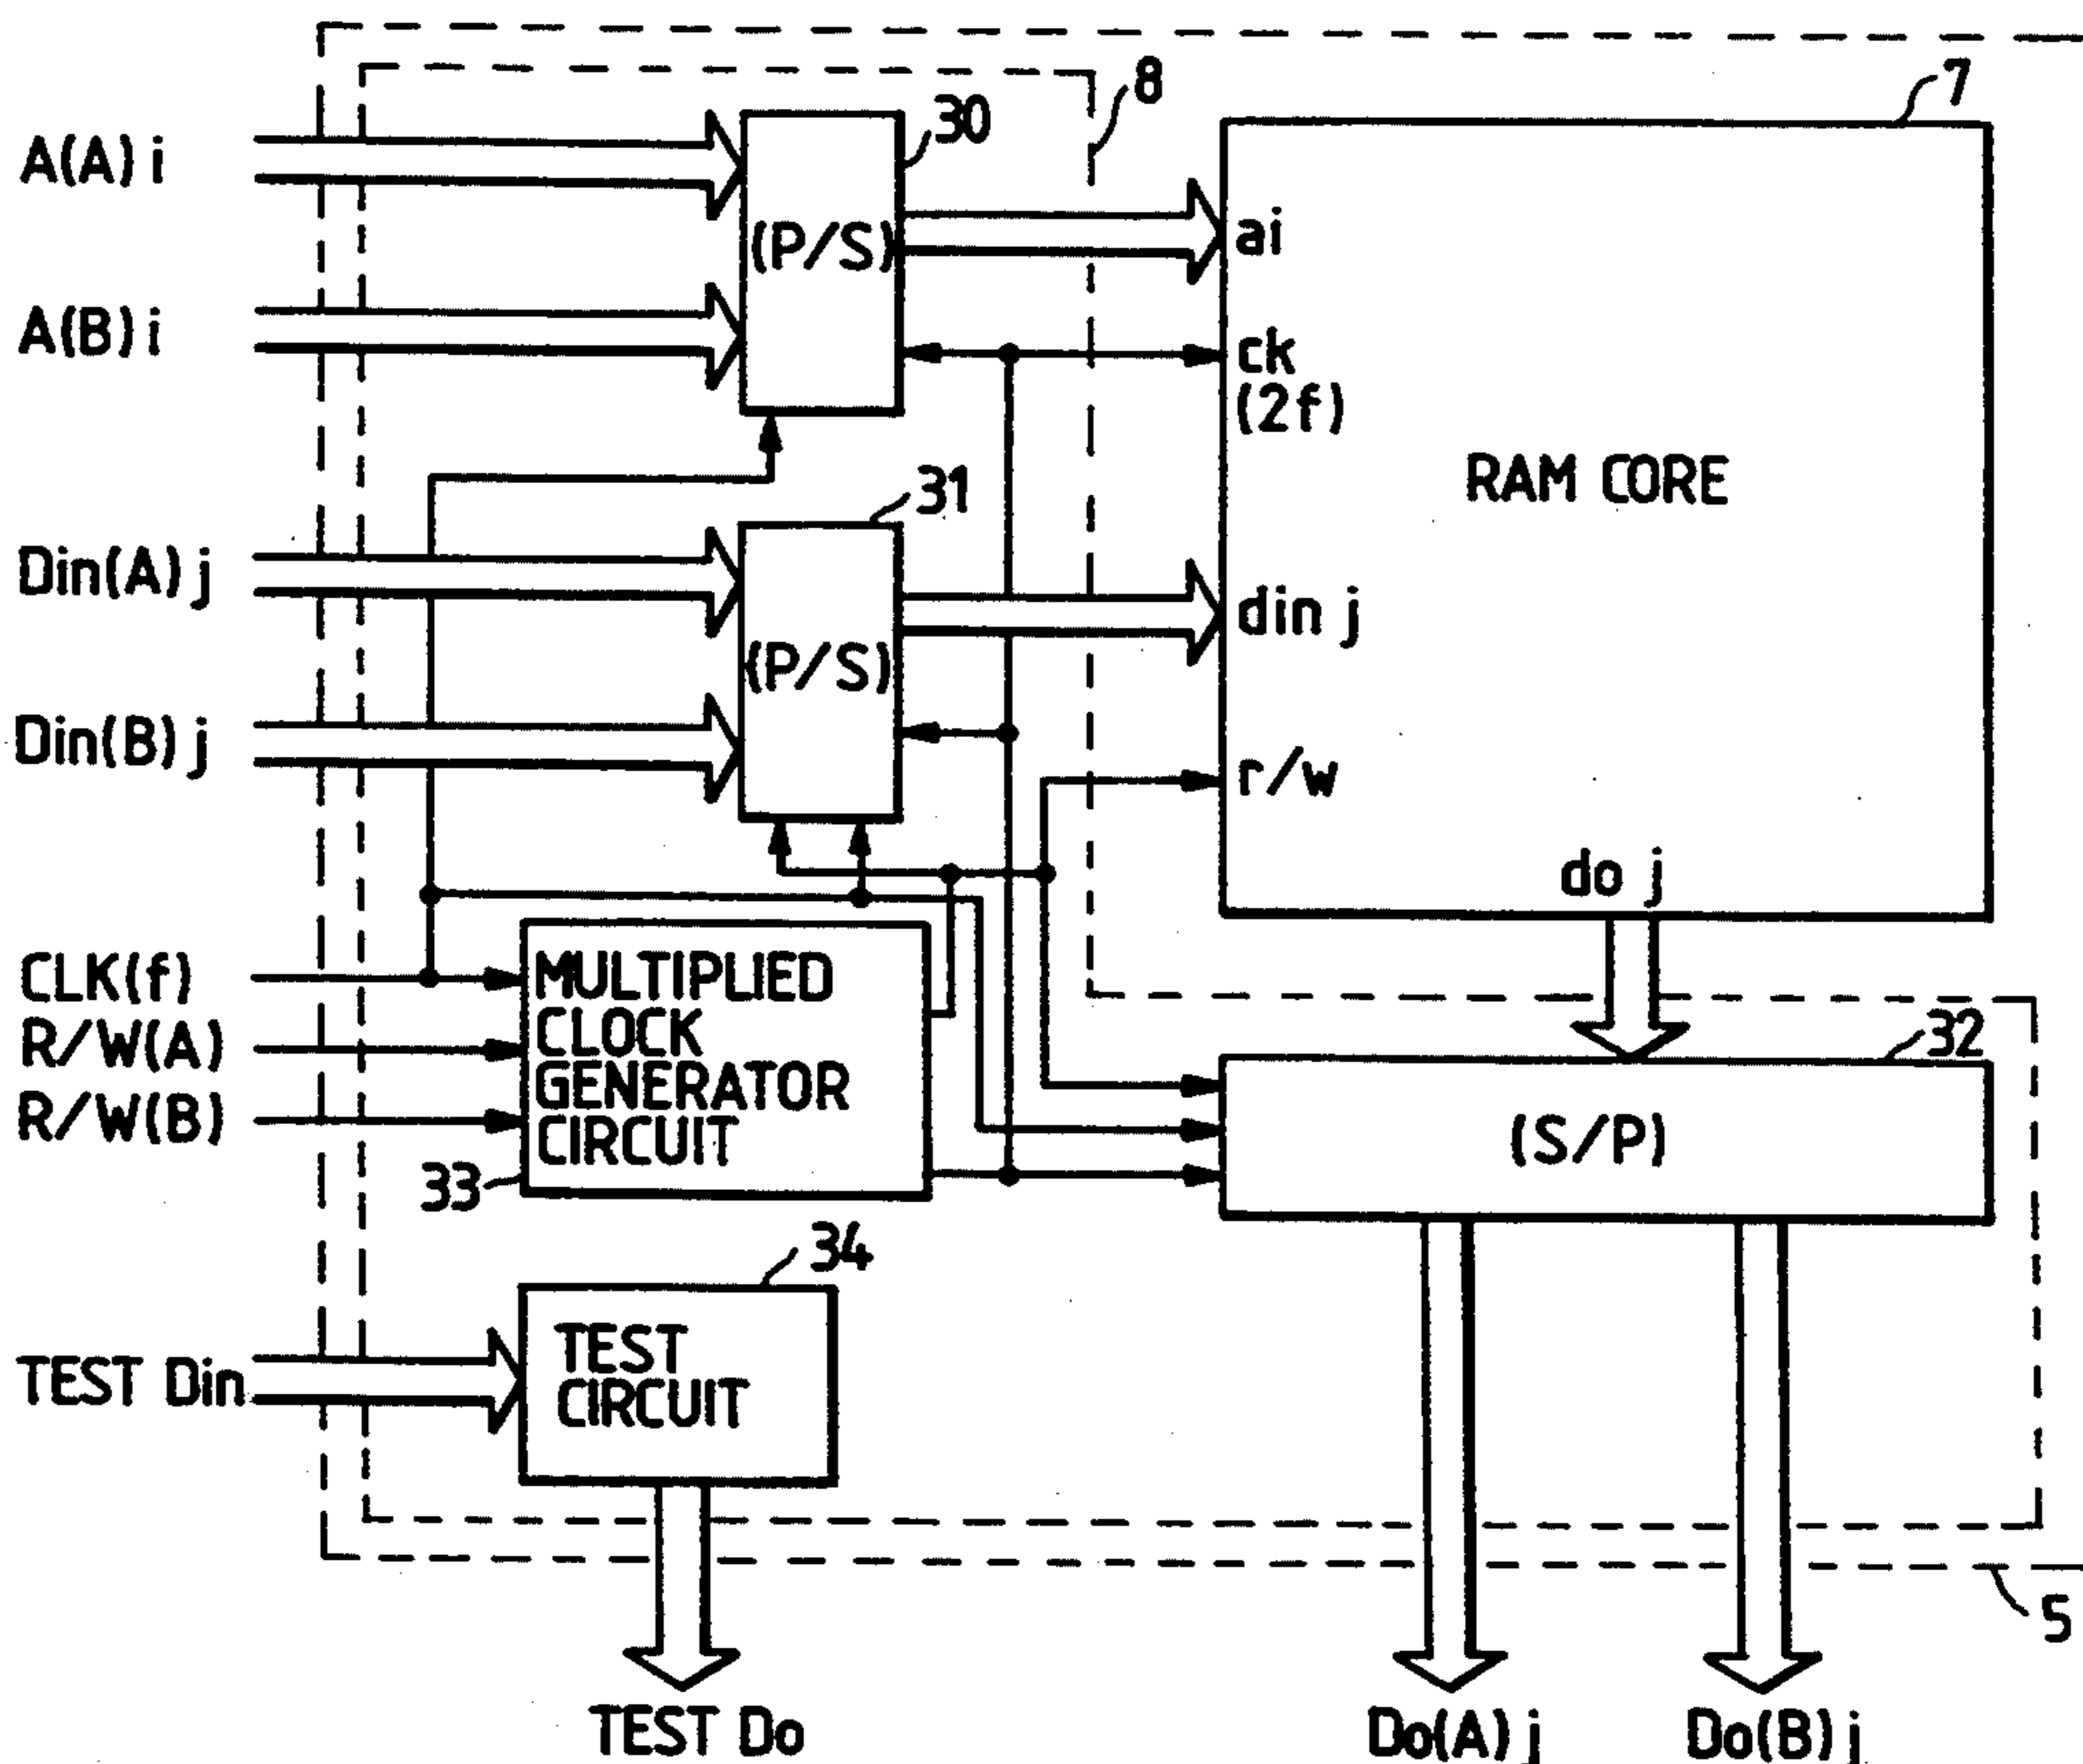 8
7
30
A(A) i
(P/S)
ai
A(B) i
ck
(2f)
RAM CORE
31
Din(A) j
din j
(P/S)
Din(B) j
r/w
do j
CLK(f)
MULTIPLIED
CLOCK
GENERATOR
CIRCUIT
R/W(A)
R/W(B)
32
(S/P)
33
34
TEST
CIRCUIT
TEST Din
5
TEST Do
Do(A) j
Do(B) j